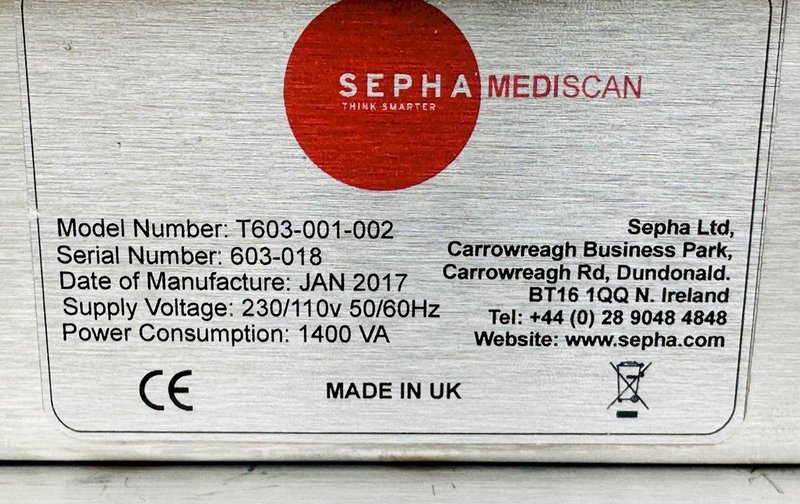 SEPHA MEDISCAN
THINK SMARTER
Model Number: T603-001-002
Serial Number: 603-018
Date of Manufacture: JAN 2017
Supply Voltage: 230/110v 50/60Hz
Power Consumption: 1400 VA
Sepha Ltd,
Carrowreagh Business Park,
Carrowreagh Rd, Dundonald.
BT16 1QQ N. Ireland
Tel: +44 (0) 28 9048 4848
Website: www.sepha.com
CE
MADE IN UK